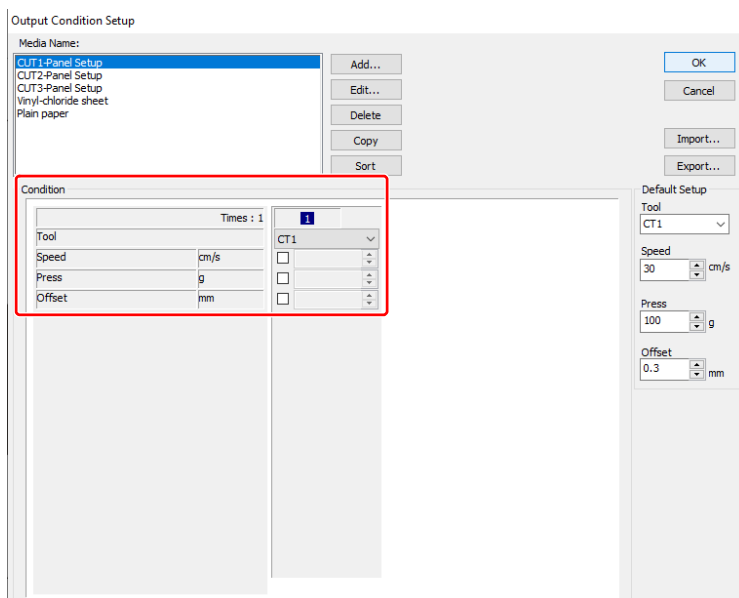 Output Condition Setup
Media Name:
CUT1-Panel Setup
CUT2-Panel Setup
CUT3-Panel Setup
Vinyl-chloride sheet
Plain paper
Add...
Edit...
Delete
Copy
Sort
OK
Cancel
Import...
Export...
Condition
Times : 1 1
Tool CT1
Speed cm/s
Press g
Offset mm
Default Setup
Tool
CT1
Speed
30 cm/s
Press
100 g
Offset
0.3 mm